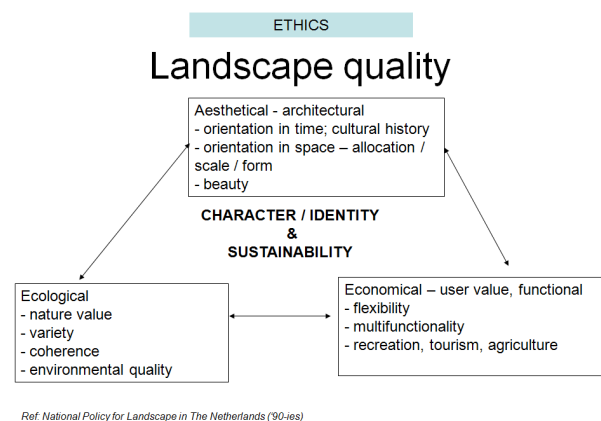 ETHICS
Landscape quality
Aesthetical - architectural
- orientation in time; cultural history
- orientation in space – allocation /
scale / form
- beauty
CHARACTER / IDENTITY
&
SUSTAINABILITY
Ecological
- nature value
- variety
- coherence
- environmental quality
Economical – user value, functional
- flexibility
- multifunctionality
- recreation, tourism, agriculture
Ref: National Policy for Landscape in The Netherlands ('90-ies)